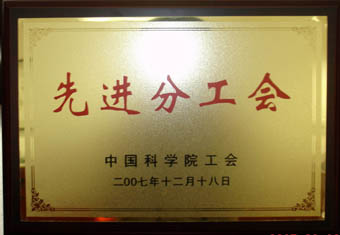 先进分工会
中国科学院工会
二00七年十二月十八日